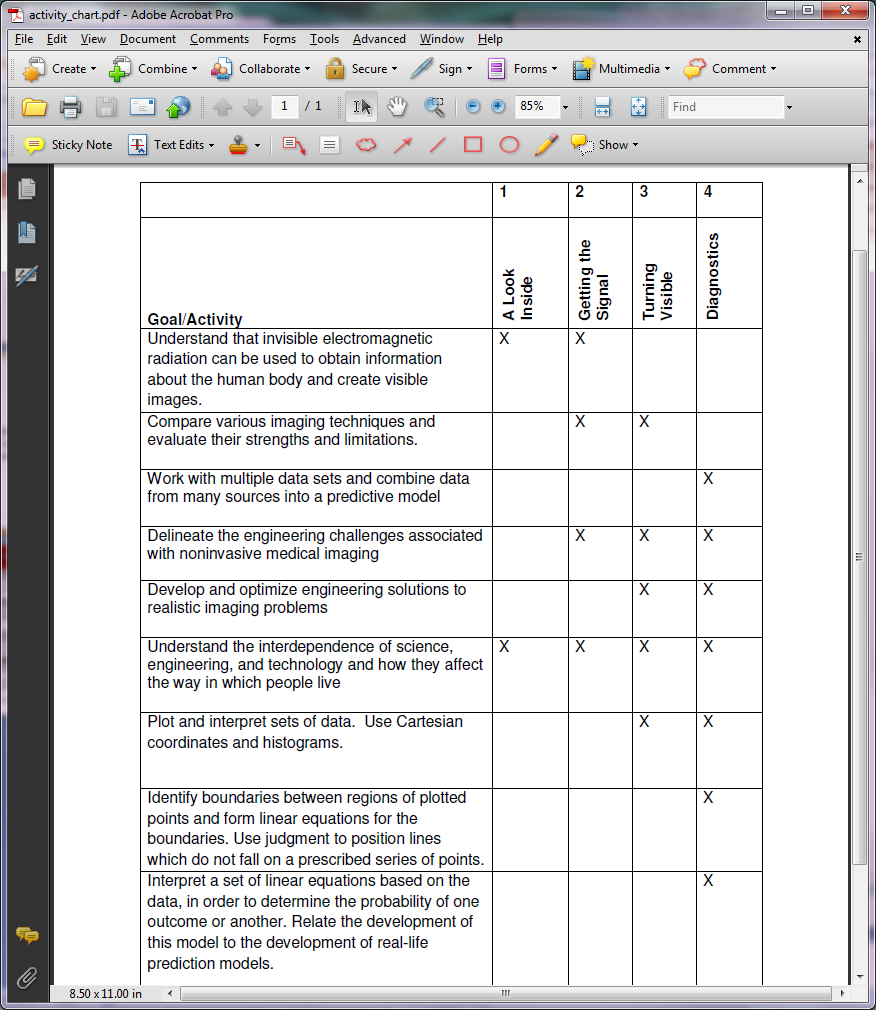 activity_chart.pdf - Adobe Acrobat Pro
File Edit View Document Comments Forms Tools Advanced Window Help
Create Combine Collaborate Secure Sign Forms Multimedia Comment
1 / 1 85% Find
Sticky Note Text Edits Show
1 2 3 4
Goal/Activity
A Look
Inside
Getting the
Signal
Turning
Visible
Diagnostics
Understand that invisible electromagnetic X X
radiation can be used to obtain information
about the human body and create visible
images.
Compare various imaging techniques and X X
evaluate their strengths and limitations.
Work with multiple data sets and combine data X
from many sources into a predictive model
Delineate the engineering challenges associated X X X
with noninvasive medical imaging
Develop and optimize engineering solutions to X X
realistic imaging problems
Understand the interdependence of science, X X X X
engineering, and technology and how they affect
the way in which people live
Plot and interpret sets of data. Use Cartesian X X
coordinates and histograms.
Identify boundaries between regions of plotted X
points and form linear equations for the
boundaries. Use judgment to position lines
which do not fall on a prescribed series of points.
Interpret a set of linear equations based on the X
data, in order to determine the probability of one
outcome or another. Relate the development of
this model to the development of real-life
prediction models.
8.50 x 11.00 in